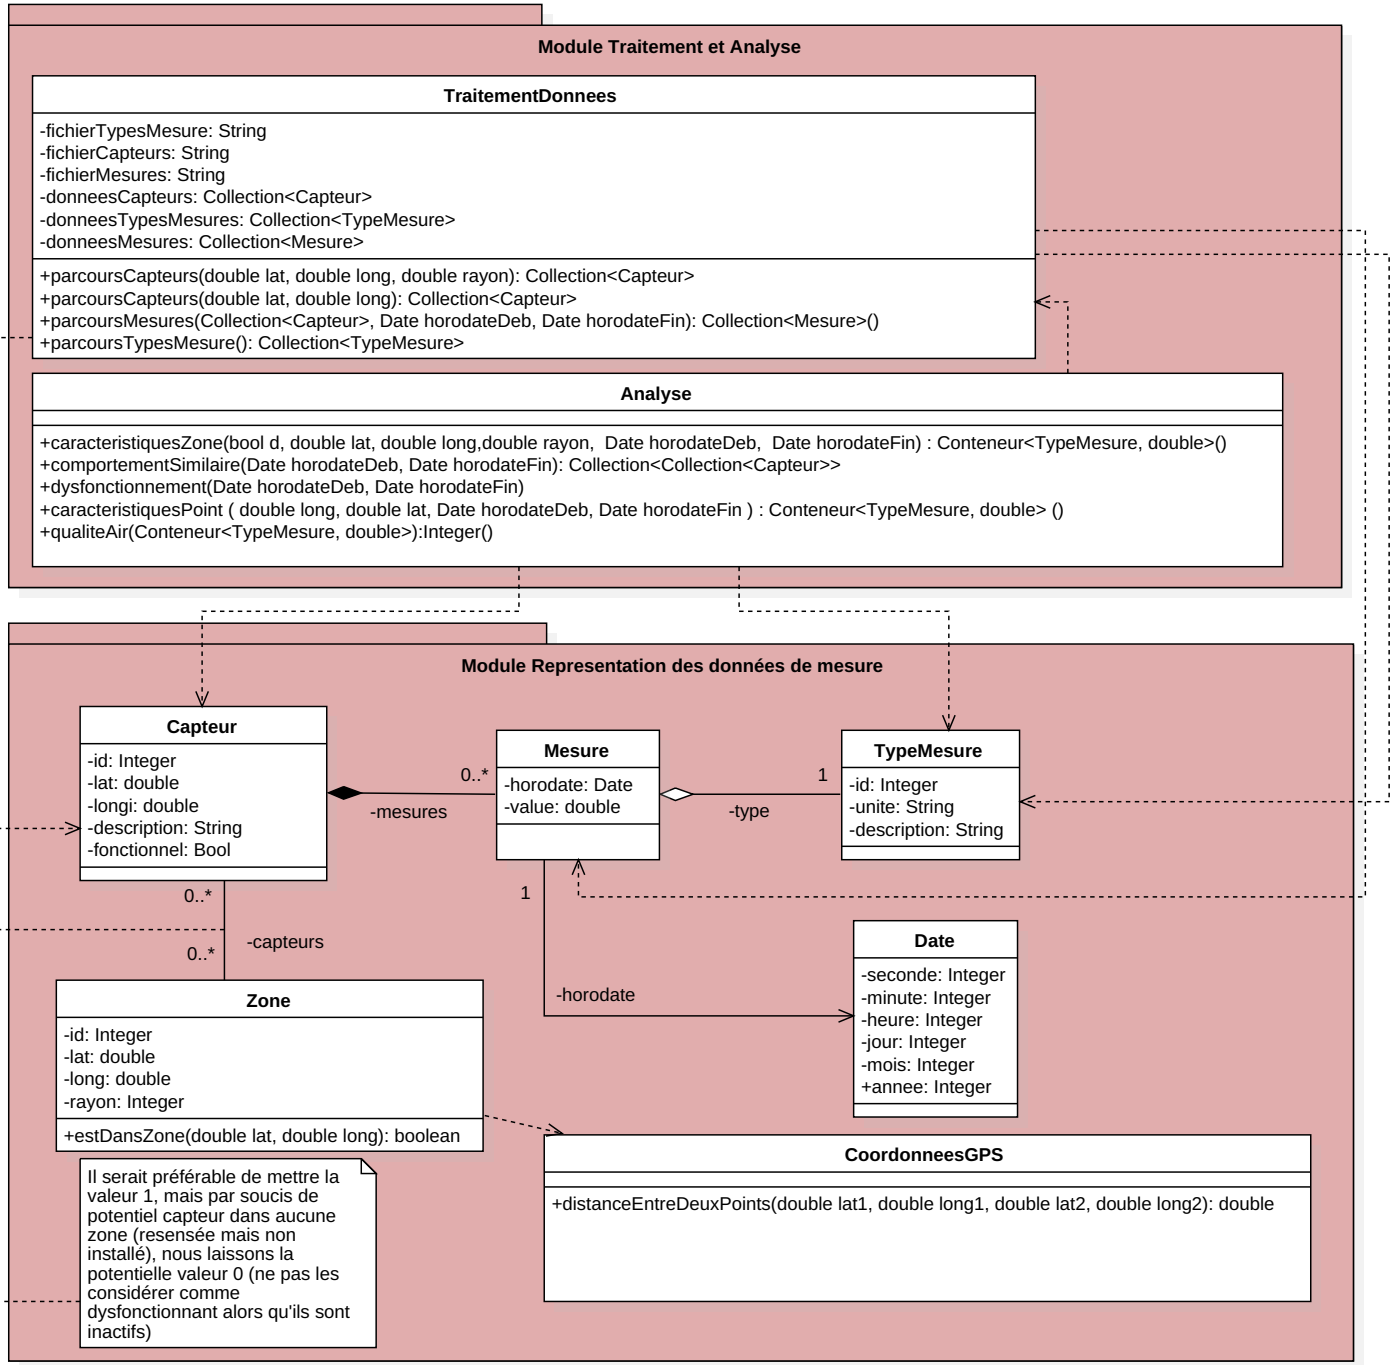 Module Traitement et Analyse
TraitementDonnees
-fichierTypesMesure: String
-fichierCapteurs: String
-fichierMesures: String
-donneesCapteurs: Collection<Capteur>
-donneesTypesMesures: Collection<TypeMesure>
-donneesMesures: Collection<Mesure>
+parcoursCapteurs(double lat, double long, double rayon): Collection<Capteur>
+parcoursCapteurs(double lat, double long): Collection<Capteur>
+parcoursMesures(Collection<Capteur>, Date horodateDeb, Date horodateFin): Collection<Mesure>()
+parcoursTypesMesure(): Collection<TypeMesure>
Analyse
+caracteristiquesZone(bool d, double lat, double long,double rayon,  Date horodateDeb,  Date horodateFin) : Conteneur<TypeMesure, double>()
+comportementSimilaire(Date horodateDeb, Date horodateFin): Collection<Collection<Capteur>>
+dysfonctionnement(Date horodateDeb, Date horodateFin)
+caracteristiquesPoint ( double long, double lat, Date horodateDeb, Date horodateFin ) : Conteneur<TypeMesure, double> ()
+qualiteAir(Conteneur<TypeMesure, double>):Integer()
Module Representation des données de mesure
Capteur
-id: Integer
-lat: double
-longi: double
-description: String
-fonctionnel: Bool
0..*
-mesures
Mesure
-horodate: Date
-value: double
1
-type
TypeMesure
-id: Integer
-unite: String
-description: String
0..*
0..*
-capteurs
1
-horodate
Date
-seconde: Integer
-minute: Integer
-heure: Integer
-jour: Integer
-mois: Integer
+annee: Integer
Zone
-id: Integer
-lat: double
-long: double
-rayon: Integer
+estDansZone(double lat, double long): boolean
CoordonneesGPS
+distanceEntreDeuxPoints(double lat1, double long1, double lat2, double long2): double
Il serait préférable de mettre la
valeur 1, mais par soucis de
potentiel capteur dans aucune
zone (resensée mais non
installé), nous laissons la
potentielle valeur 0 (ne pas les
considérer comme
dysfonctionnant alors qu'ils sont
inactifs)